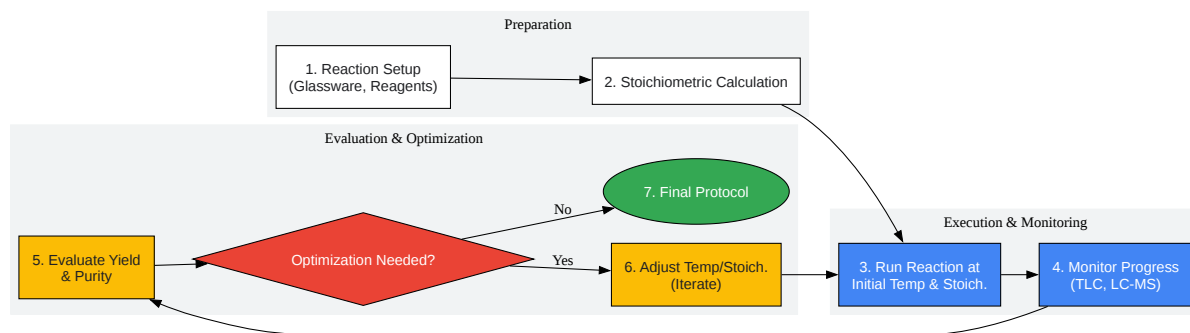 Preparation
1. Reaction Setup
(Glassware, Reagents)
2. Stoichiometric Calculation
Evaluation & Optimization
7. Final Protocol
No
Execution & Monitoring
5. Evaluate Yield
& Purity
Optimization Needed?
Yes
6. Adjust Temp/Stoich.
(Iterate)
3. Run Reaction at
Initial Temp & Stoich.
4. Monitor Progress
(TLC, LC-MS)